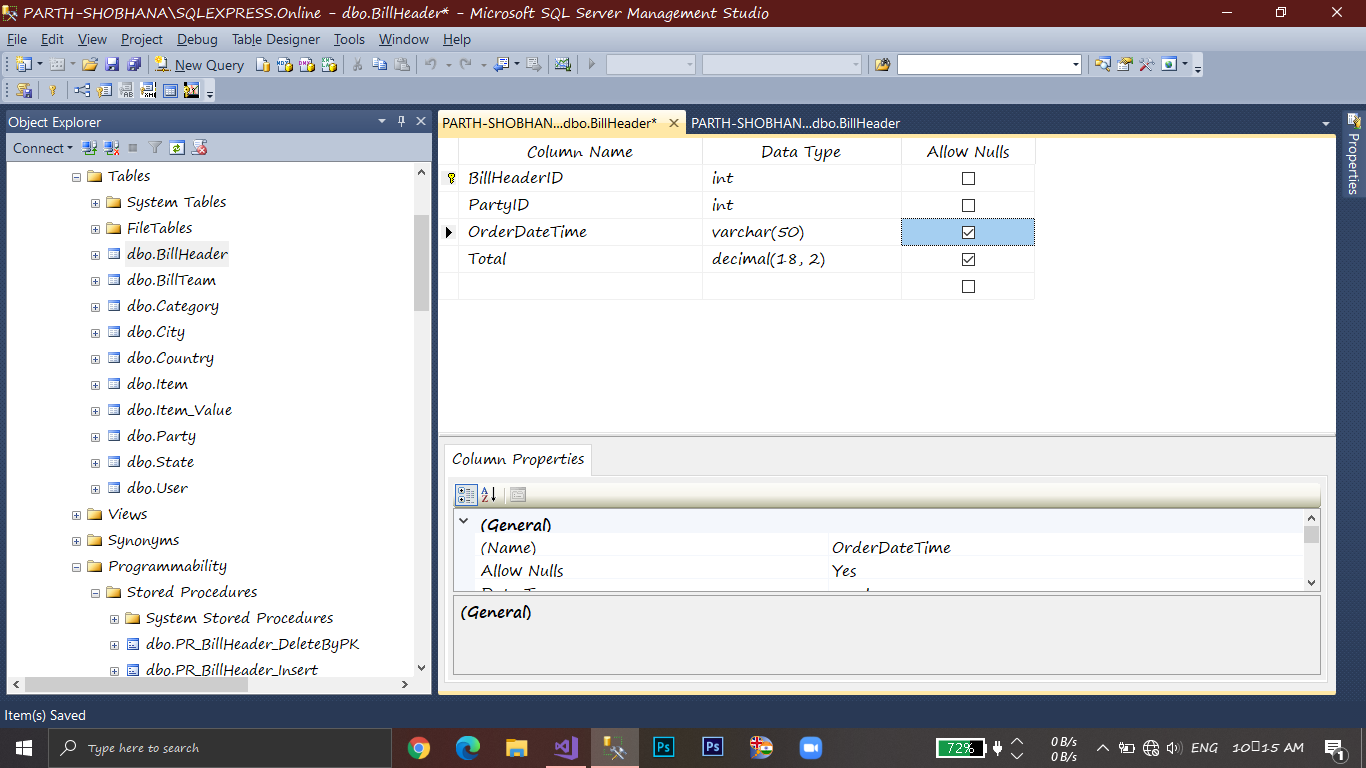 PARTH-SHOBHANA\SQLEXPRESS.Online - dbo.BillHeader* - Microsoft SQL Server Management Studio
File Edit View Project Debug Table Designer Tools Window Help
New Query
Object Explorer
Connect
Tables
System Tables
FileTables
dbo.BillHeader
dbo.BillTeam
dbo.Category
dbo.City
dbo.Country
dbo.Item
dbo.Item_Value
dbo.Party
dbo.State
dbo.User
Views
Synonyms
Programmability
Stored Procedures
System Stored Procedures
dbo.PR_BillHeader_DeleteByPK
dbo.PR_BillHeader_Insert
PARTH-SHOBHAN...dbo.BillHeader* PARTH-SHOBHAN...dbo.BillHeader
Column Name Data Type Allow Nulls
BillHeaderID int
PartyID int
OrderDateTime varchar(50)
Total decimal(18, 2)
Column Properties
(General)
(Name) OrderDateTime
Allow Nulls Yes
(General)
Properties
Item(s) Saved
Type here to search
Ps
Ps
72%
0 B/s
0 B/s
ENG
10□15 AM
1